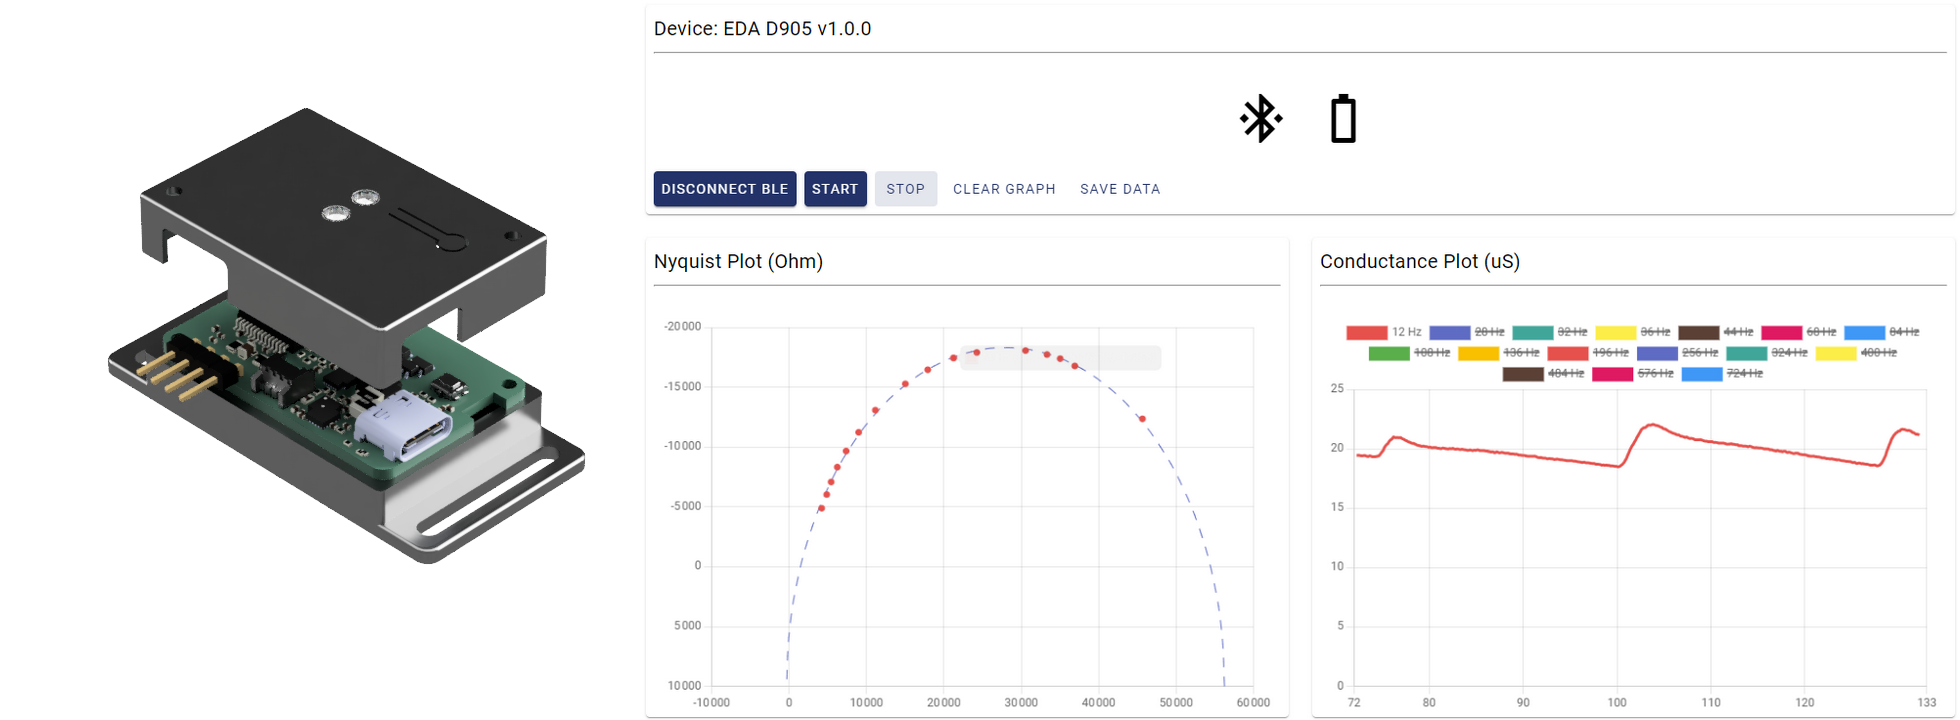 Device: EDA D905 v1.0.0
DISCONNECT BLE START STOP CLEAR GRAPH SAVE DATA
Nyquist Plot (Ohm)
-20000
-15000
-10000
-5000
0
5000
10000
-10000 0 10000 20000 30000 40000 50000 60000
Conductance Plot (uS)
12 Hz 28 Hz 32 Hz 36 Hz 44 Hz 68 Hz 84 Hz
108 Hz 136 Hz 196 Hz 256 Hz 324 Hz 400 Hz
484 Hz 576 Hz 724 Hz
25
20
15
10
5
0
72 80 90 100 110 120 133